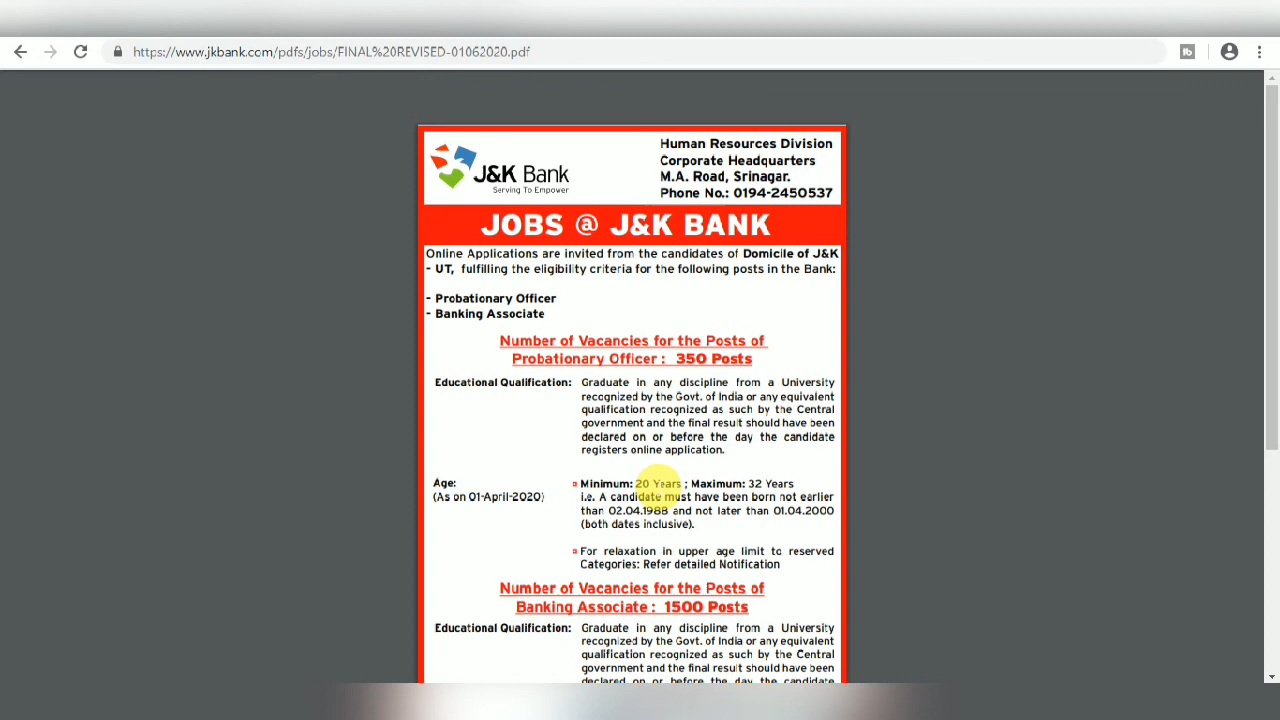 https://www.jkbank.com/pdfs/jobs/FINAL%20REVISED-01062020.pdf
J&K Bank
Serving To Empower
Human Resources Division
Corporate Headquarters
M.A. Road, Srinagar.
Phone No.: 0194-2450537
JOBS @ J&K BANK
Online Applications are invited from the candidates of Domicile of J&K
- UT, fulfilling the eligibility criteria for the following posts in the Bank:
- Probationary Officer
- Banking Associate
Number of Vacancies for the Posts of
Probationary Officer : 350 Posts
Educational Qualification: Graduate in any discipline from a University
recognized by the Govt. of India or any equivalent
qualification recognized as such by the Central
government and the final result should have been
declared on or before the day the candidate
registers online application.
Age:
(As on 01-April-2020)
Minimum: 20 Years ; Maximum: 32 Years
i.e. A candidate must have been born not earlier
than 02.04.1988 and not later than 01.04.2000
(both dates inclusive).
For relaxation in upper age limit to reserved
Categories: Refer detailed Notification
Number of Vacancies for the Posts of
Banking Associate : 1500 Posts
Educational Qualification: Graduate in any discipline from a University
recognized by the Govt. of India or any equivalent
qualification recognized as such by the Central
government and the final result should have been
declared on or before the day the candidate